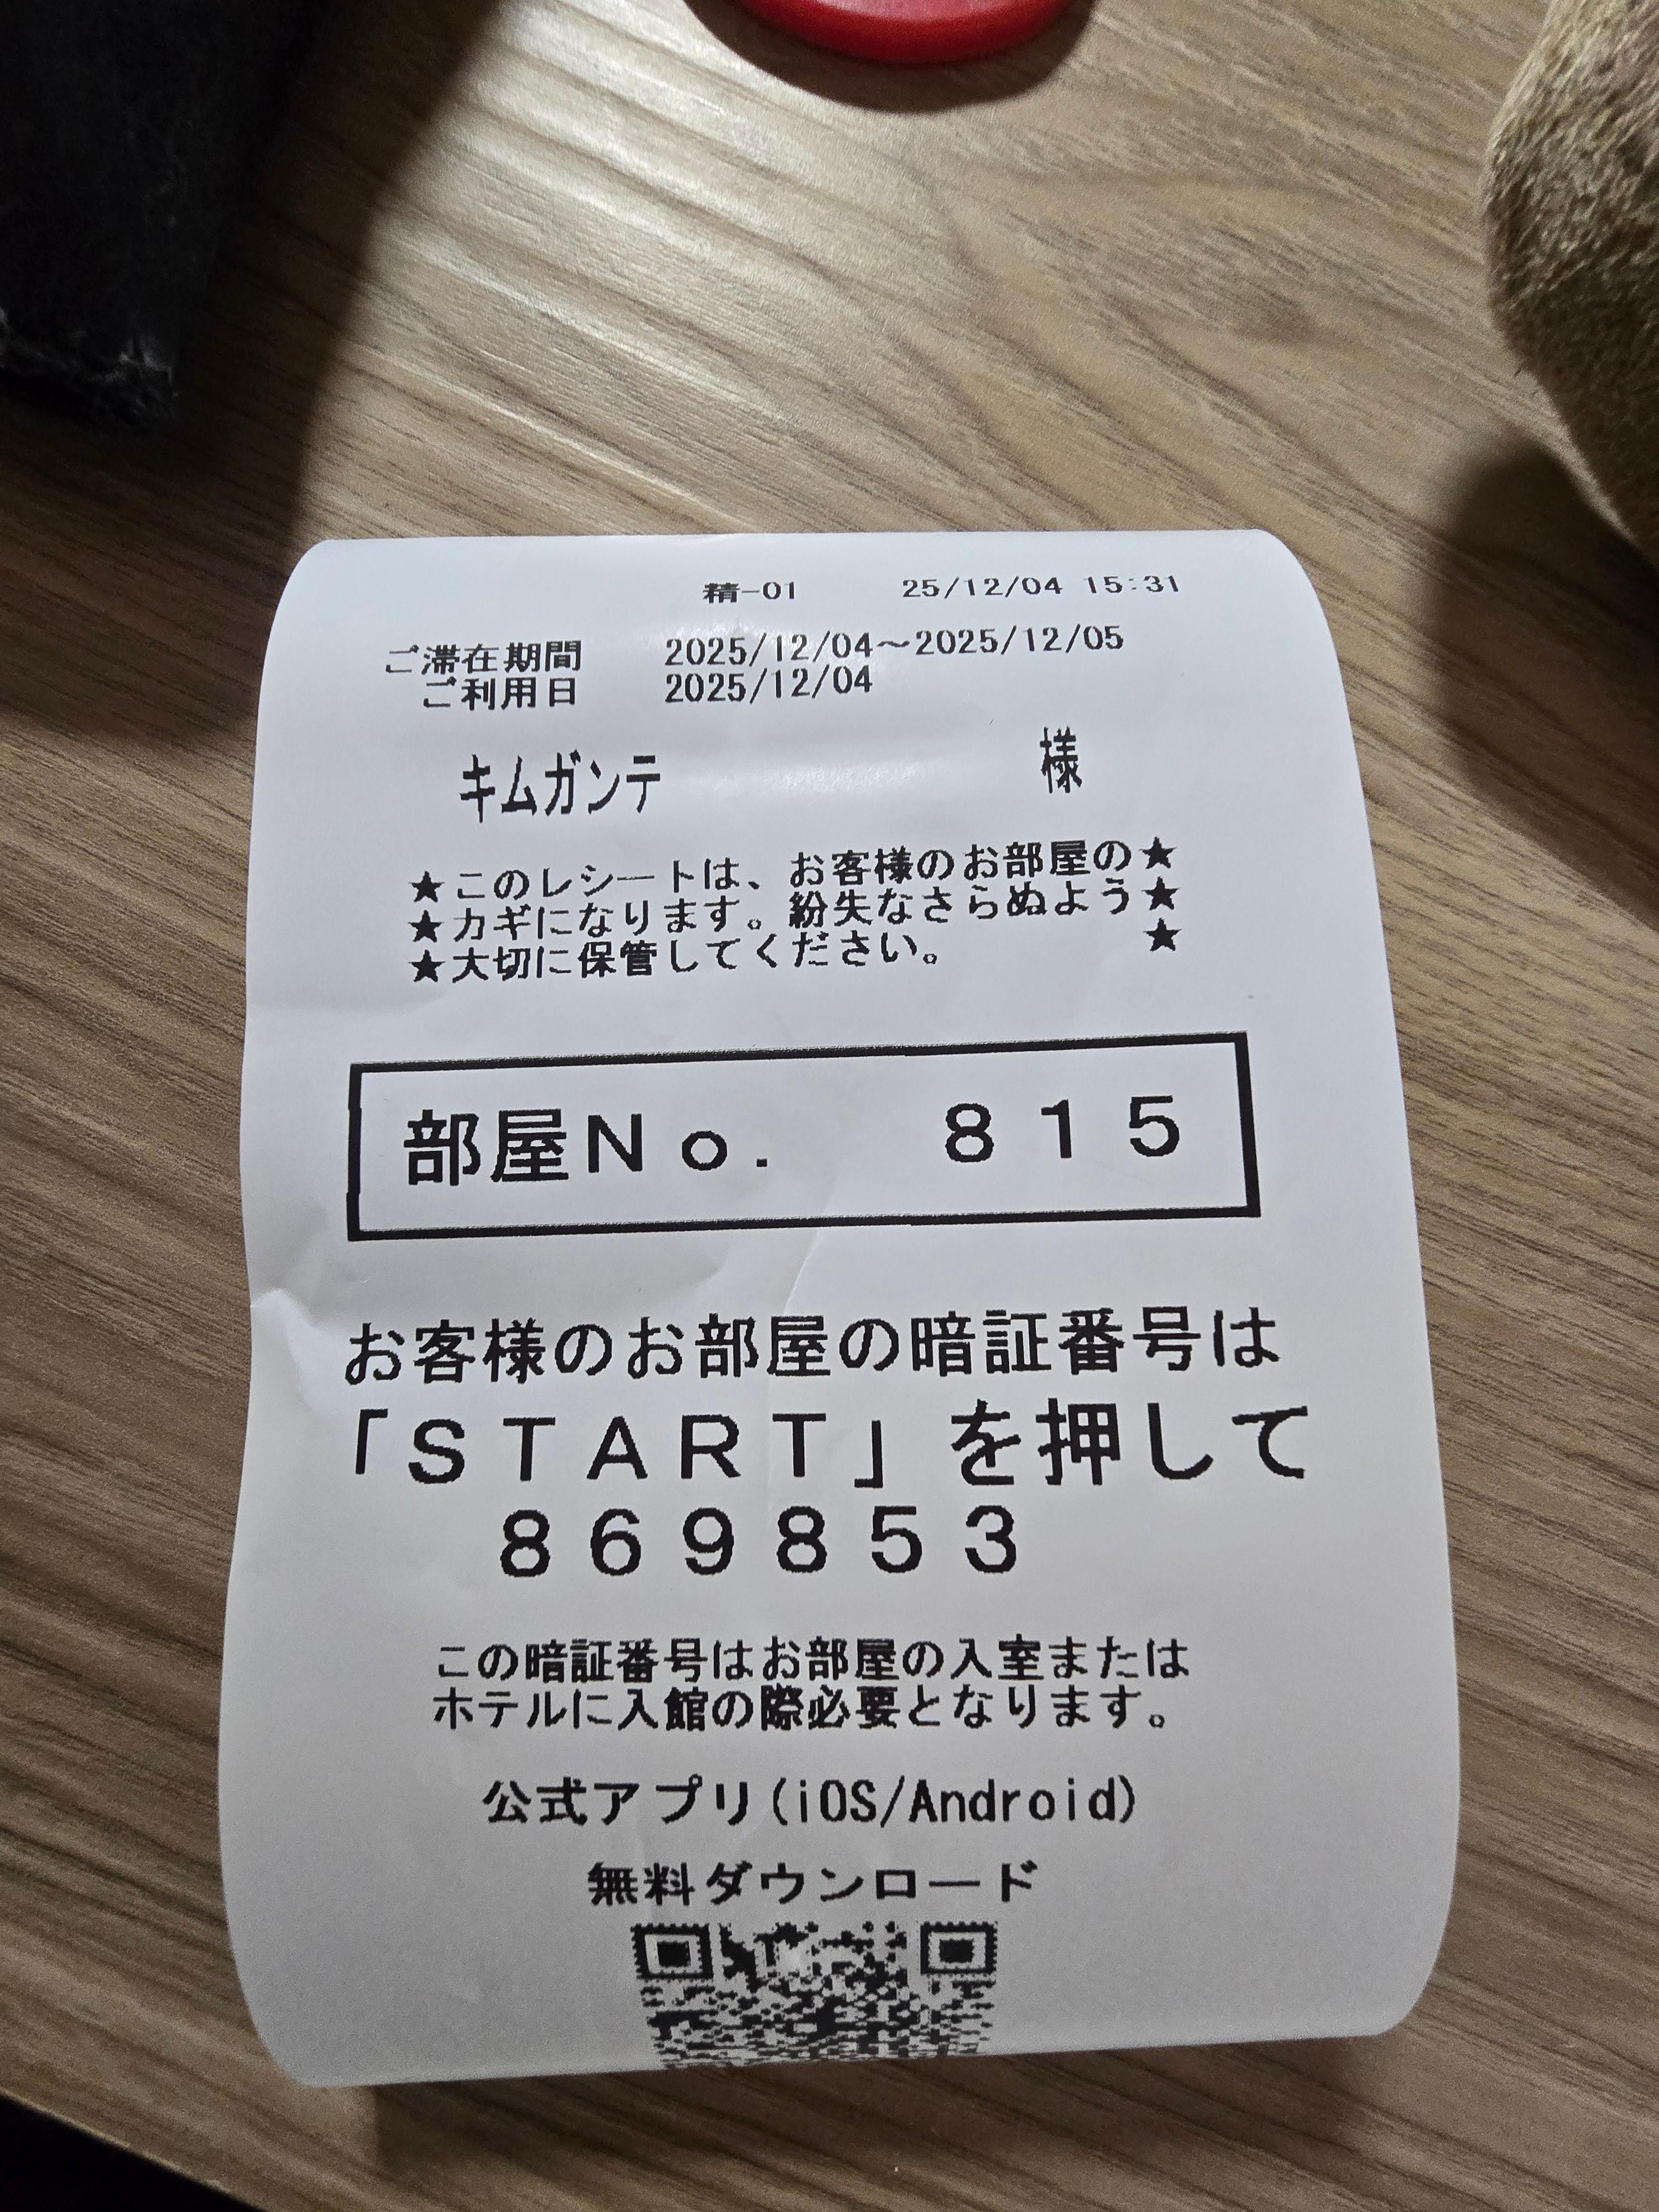 精-01 25/12/04 15:31
ご滞在期間 2025/12/04～2025/12/05
ご利用日 2025/12/04
キムガンテ 様
★このレシートは、お客様のお部屋の★
★カギになります。紛失なさらぬよう★
★大切に保管してください。 ★
部屋No. 815
お客様のお部屋の暗証番号は
「START」を押して
869853
この暗証番号はお部屋の入室または
ホテルに入館の際必要となります。
公式アプリ(iOS/Android)
無料ダウンロード